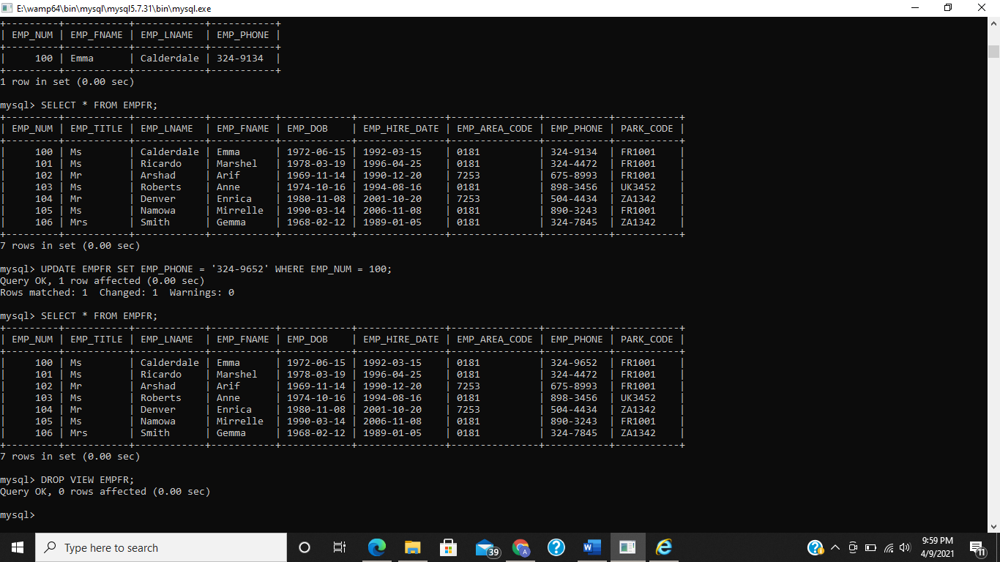 E:\wamp64\bin\mysql\mysql5.7.31\bin\mysql.exe
+---------+-----------+------------+-----------+
| EMP_NUM | EMP_FNAME | EMP_LNAME  | EMP_PHONE |
+---------+-----------+------------+-----------+
|     100 | Emma      | Calderdale | 324-9134  |
+---------+-----------+------------+-----------+
1 row in set (0.00 sec)
mysql> SELECT * FROM EMPFR;
+---------+-----------+------------+-----------+------------+---------------+---------------+-----------+-----------+
| EMP_NUM | EMP_TITLE | EMP_LNAME  | EMP_FNAME | EMP_DOB    | EMP_HIRE_DATE | EMP_AREA_CODE | EMP_PHONE | PARK_CODE |
+---------+-----------+------------+-----------+------------+---------------+---------------+-----------+-----------+
|     100 | Ms        | Calderdale | Emma      | 1972-06-15 | 1992-03-15    | 0181          | 324-9134  | FR1001    |
|     101 | Ms        | Ricardo    | Marshel   | 1978-03-19 | 1996-04-25    | 0181          | 324-4472  | FR1001    |
|     102 | Mr        | Arshad     | Arif      | 1969-11-14 | 1990-12-20    | 7253          | 675-8993  | FR1001    |
|     103 | Ms        | Roberts    | Anne      | 1974-10-16 | 1994-08-16    | 0181          | 898-3456  | UK3452    |
|     104 | Mr        | Denver     | Enrica    | 1980-11-08 | 2001-10-20    | 7253          | 504-4434  | ZA1342    |
|     105 | Ms        | Namowa     | Mirrelle  | 1990-03-14 | 2006-11-08    | 0181          | 890-3243  | FR1001    |
|     106 | Mrs       | Smith      | Gemma     | 1968-02-12 | 1989-01-05    | 0181          | 324-7845  | ZA1342    |
+---------+-----------+------------+-----------+------------+---------------+---------------+-----------+-----------+
7 rows in set (0.00 sec)
mysql> UPDATE EMPFR SET EMP_PHONE = '324-9652' WHERE EMP_NUM = 100;
Query OK, 1 row affected (0.00 sec)
Rows matched: 1  Changed: 1  Warnings: 0
mysql> SELECT * FROM EMPFR;
+---------+-----------+------------+-----------+------------+---------------+---------------+-----------+-----------+
| EMP_NUM | EMP_TITLE | EMP_LNAME  | EMP_FNAME | EMP_DOB    | EMP_HIRE_DATE | EMP_AREA_CODE | EMP_PHONE | PARK_CODE |
+---------+-----------+------------+-----------+------------+---------------+---------------+-----------+-----------+
|     100 | Ms        | Calderdale | Emma      | 1972-06-15 | 1992-03-15    | 0181          | 324-9652  | FR1001    |
|     101 | Ms        | Ricardo    | Marshel   | 1978-03-19 | 1996-04-25    | 0181          | 324-4472  | FR1001    |
|     102 | Mr        | Arshad     | Arif      | 1969-11-14 | 1990-12-20    | 7253          | 675-8993  | FR1001    |
|     103 | Ms        | Roberts    | Anne      | 1974-10-16 | 1994-08-16    | 0181          | 898-3456  | UK3452    |
|     104 | Mr        | Denver     | Enrica    | 1980-11-08 | 2001-10-20    | 7253          | 504-4434  | ZA1342    |
|     105 | Ms        | Namowa     | Mirrelle  | 1990-03-14 | 2006-11-08    | 0181          | 890-3243  | FR1001    |
|     106 | Mrs       | Smith      | Gemma     | 1968-02-12 | 1989-01-05    | 0181          | 324-7845  | ZA1342    |
+---------+-----------+------------+-----------+------------+---------------+---------------+-----------+-----------+
7 rows in set (0.00 sec)
mysql> DROP VIEW EMPFR;
Query OK, 0 rows affected (0.00 sec)
mysql>
Type here to search
39
A
9:59 PM
4/9/2021
11